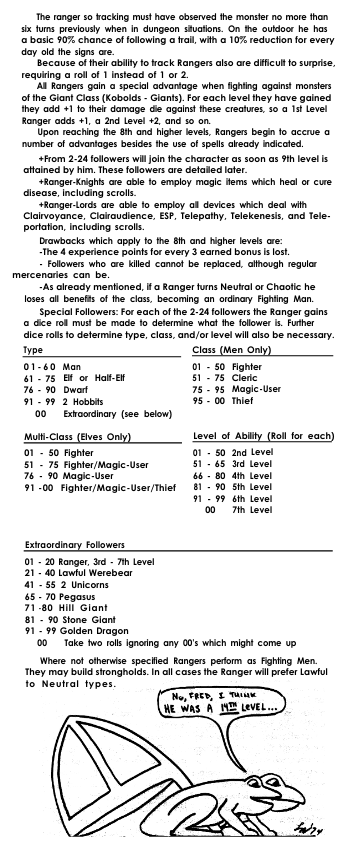 The ranger so tracking must have observed the monster no more than
six turns previously when in dungeon situations. On the outdoor he has
a basic 90% chance of following a trail, with a 10% reduction for every
day old the signs are.
Because of their ability to track Rangers also are difficult to surprise,
requiring a roll of 1 instead of 1 or 2.
All Rangers gain a special advantage when fighting against monsters
of the Giant Class (Kobolds - Giants). For each level they have gained
they add +1 to their damage die against these creatures, so a 1st Level
Ranger adds +1, a 2nd Level +2, and so on.
Upon reaching the 8th and higher levels, Rangers begin to accrue a
number of advantages besides the use of spells already indicated.
+From 2-24 followers will join the character as soon as 9th level is
attained by him. These followers are detailed later.
+Ranger-Knights are able to employ magic items which heal or cure
disease, including scrolls.
+Ranger-Lords are able to employ all devices which deal with
Clairvoyance, Clairaudience, ESP, Telepathy, Telekenesis, and Tele-
portation, including scrolls.
Drawbacks which apply to the 8th and higher levels are:
-The 4 experience points for every 3 earned bonus is lost.
- Followers who are killed cannot be replaced, although regular
mercenaries can be.
-As already mentioned, if a Ranger turns Neutral or Chaotic he
loses all benefits of the class, becoming an ordinary Fighting Man.
Special Followers: For each of the 2-24 followers the Ranger gains
a dice roll must be made to determine what the follower is. Further
dice rolls to determine type, class, and/or level will also be necessary.
Type
01-60 Man
61 - 75 Elf or Half-Elf
76 - 90 Dwarf
91 - 99 2 Hobbits
00 Extraordinary (see below)
Class (Men Only)
01 - 50 Fighter
51 - 75 Cleric
75 - 95 Magic-User
95 - 00 Thief
Multi-Class (Elves Only)
01 - 50 Fighter
51 - 75 Fighter/Magic-User
76 - 90 Magic-User
91 -00 Fighter/Magic-User/Thief
Level of Ability (Roll for each)
01 - 50 2nd Level
51 - 65 3rd Level
66 - 80 4th Level
81 - 90 5th Level
91 - 99 6th Level
00 7th Level
Extraordinary Followers
01 - 20 Ranger, 3rd - 7th Level
21 - 40 Lawful Werebear
41 - 55 2 Unicorns
65 - 70 Pegasus
71 -80 Hill Giant
81 - 90 Stone Giant
91 - 99 Golden Dragon
00 Take two rolls ignoring any 00's which might come up
Where not otherwise specified Rangers perform as Fighting Men.
They may build strongholds. In all cases the Ranger will prefer Lawful
to Neutral types.
NO, FRED, I THINK
HE WAS A 14TH LEVEL...